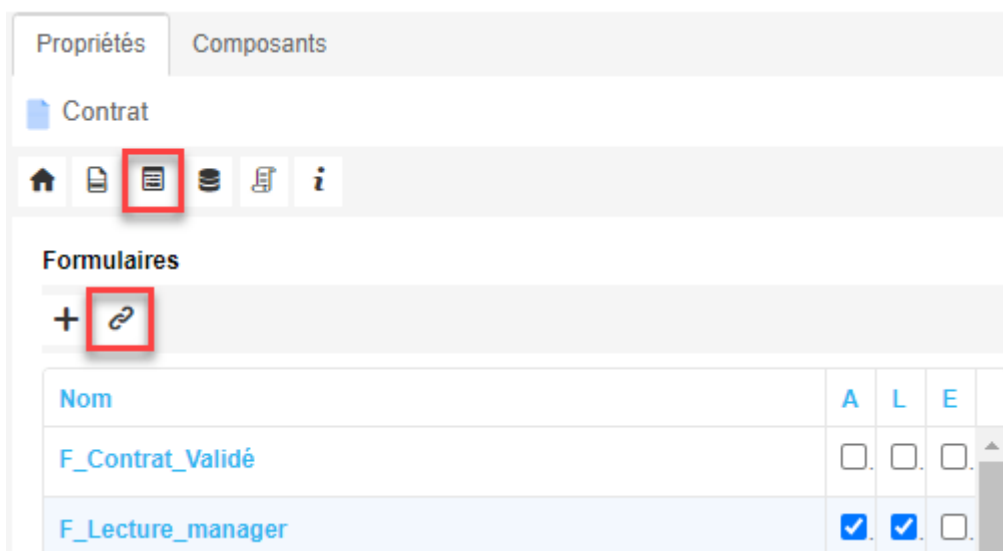 Propriétés Composants
Contrat
i
Formulaires
Nom A L E
F_Contrat_Validé
F_Lecture_manager